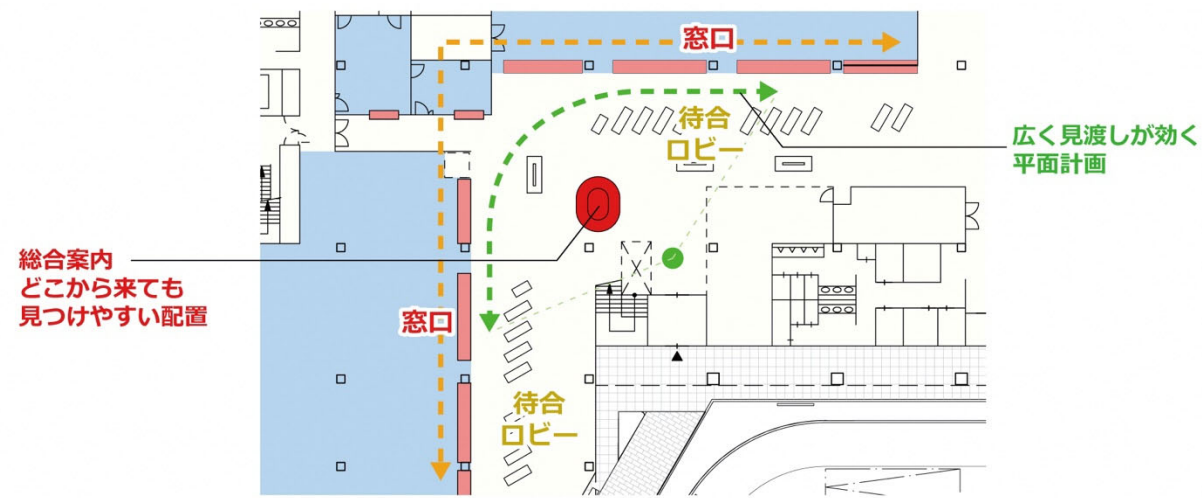 窓口
待合
ロビー
広く見渡しが効く
平面計画
総合案内
どこから来ても
見つけやすい配置
窓口
待合
ロビー